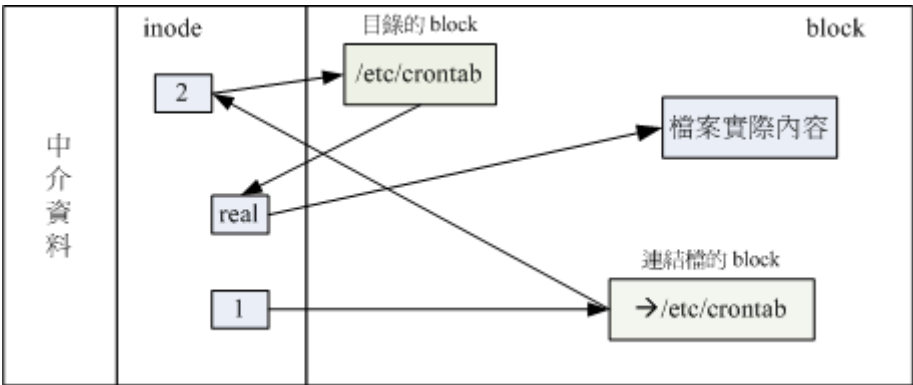 中介資料
inode
目錄的 block
block
2
/etc/crontab
檔案實際內容
real
連結檔的 block
1
→/etc/crontab